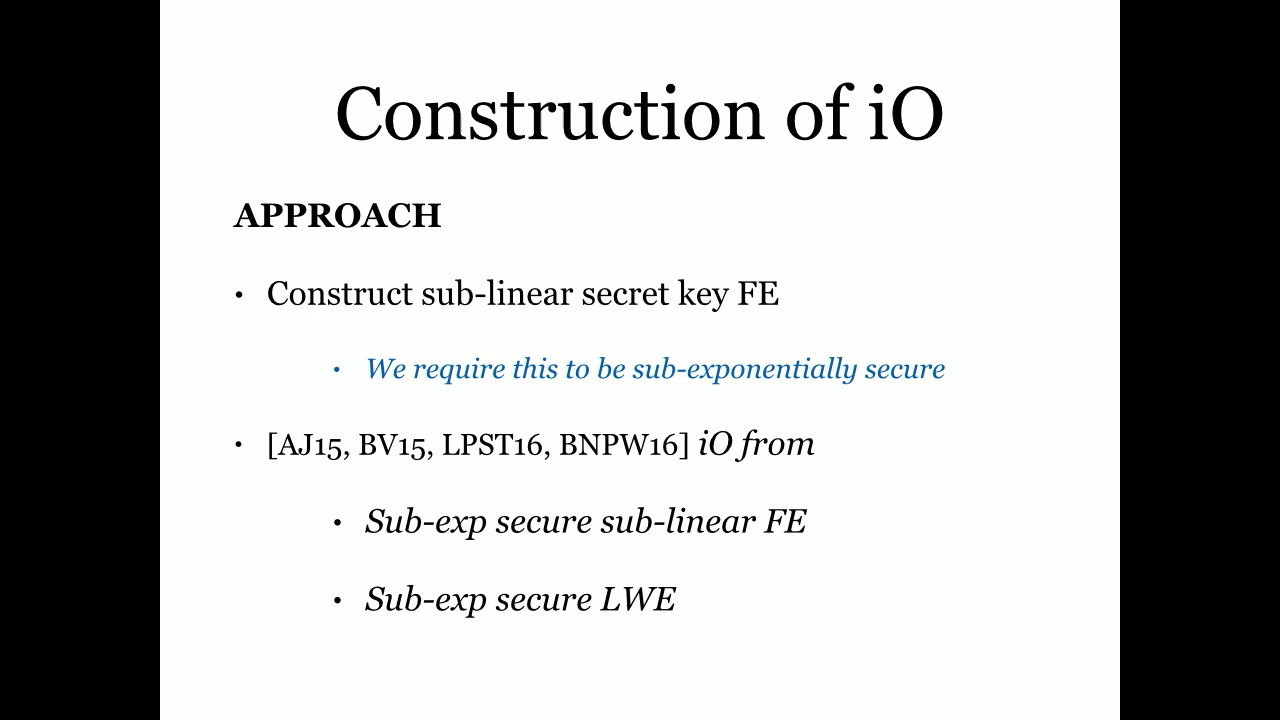 Construction of iO
APPROACH
• Construct sub-linear secret key FE
• We require this to be sub-exponentially secure
• [AJ15, BV15, LPST16, BNPW16] iO from
• Sub-exp secure sub-linear FE
• Sub-exp secure LWE